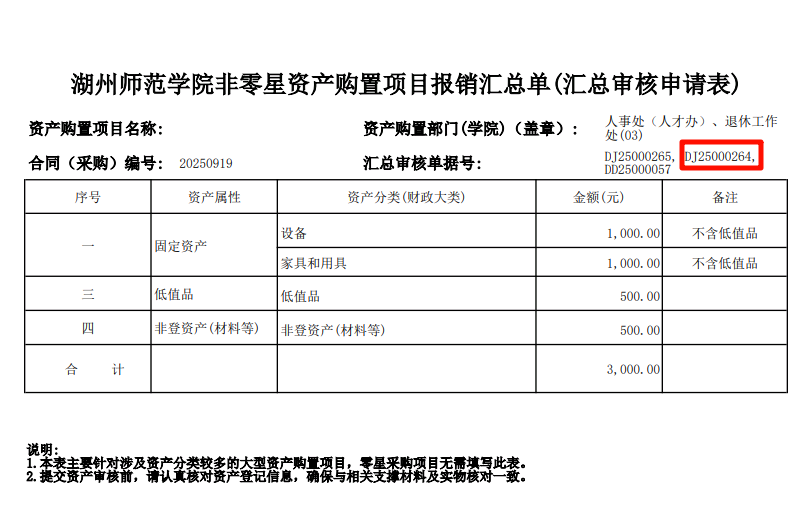 湖州师范学院非零星资产购置项目报销汇总单(汇总审核申请表)
资产购置项目名称: 资产购置部门(学院)（盖章）: 人事处（人才办）、退休工作
处(03)
合同（采购）编号: 20250919 汇总审核单据号: DJ25000265, DJ25000264,
DD25000057
序号 资产属性 资产分类(财政大类) 金额(元) 备注
一 固定资产 设备 1,000.00 不含低值品
家具和用具 1,000.00 不含低值品
三 低值品 低值品 500.00
四 非登资产(材料等) 非登资产(材料等) 500.00
合 计 3,000.00
说明:
1.本表主要针对涉及资产分类较多的大型资产购置项目，零星采购项目无需填写此表。
2.提交资产审核前，请认真核对资产登记信息，确保与相关支撑材料及实物核对一致。